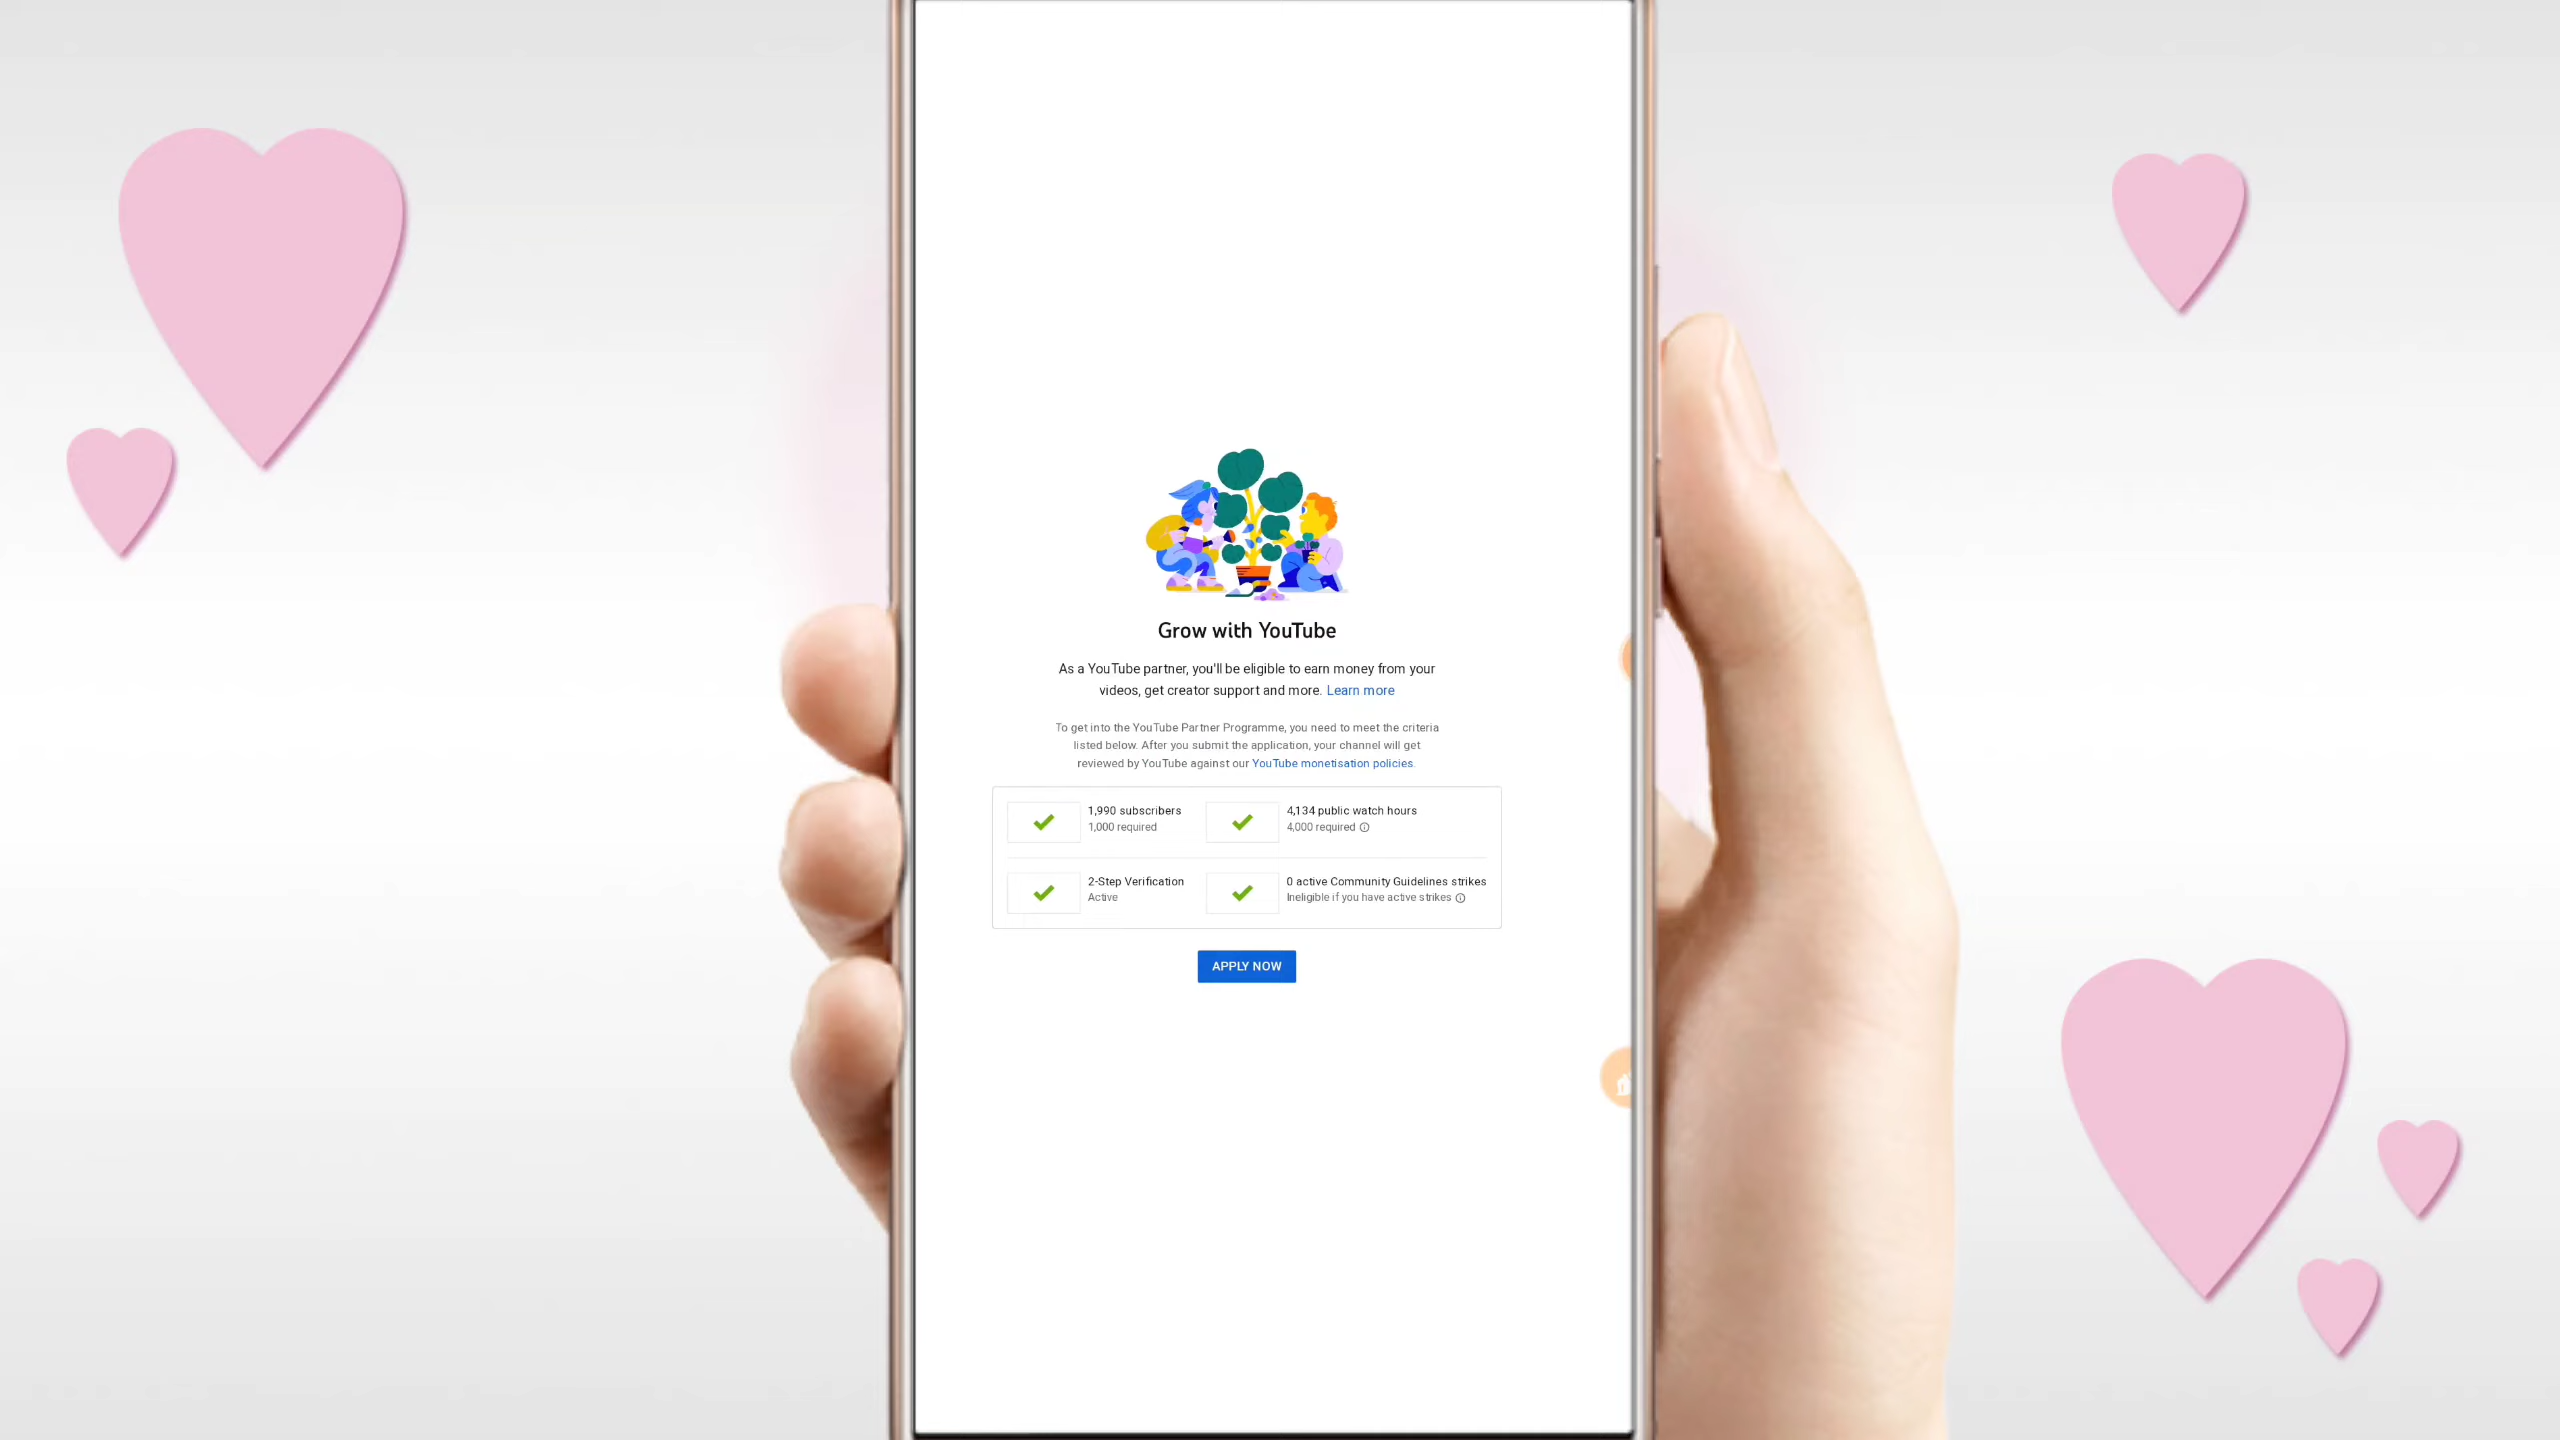 Grow with YouTube
As a YouTube partner, you'll be eligible to earn money from your
videos, get creator support and more. Learn more
To get into the YouTube Partner Programme, you need to meet the criteria
listed below. After you submit the application, your channel will get
reviewed by YouTube against our YouTube monetisation policies.
1,990 subscribers
1,000 required
4,134 public watch hours
4,000 required
2-Step Verification
Active
0 active Community Guidelines strikes
Ineligible if you have active strikes
APPLY NOW